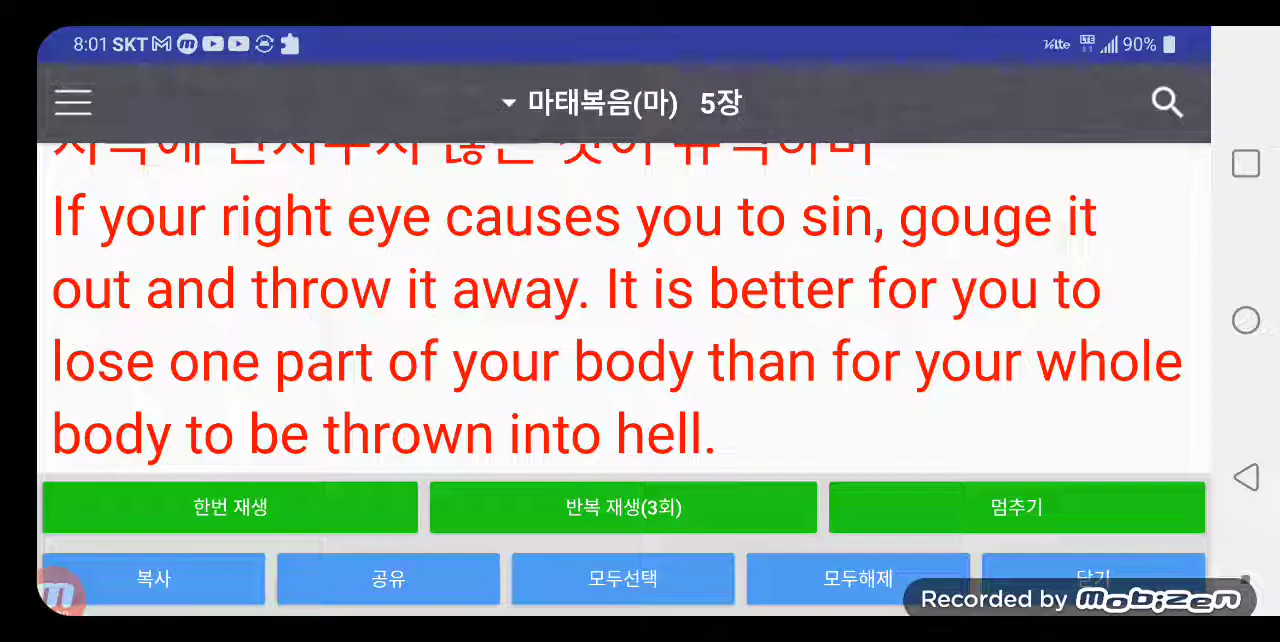 8:01 SKT
Volte LTE 90%
마태복음(마) 5장
If your right eye causes you to sin, gouge it
out and throw it away. It is better for you to
lose one part of your body than for your whole
body to be thrown into hell.
한번 재생 반복 재생(3회) 멈추기
복사 공유 모두선택 모두해제 닫기
Recorded by mobizen